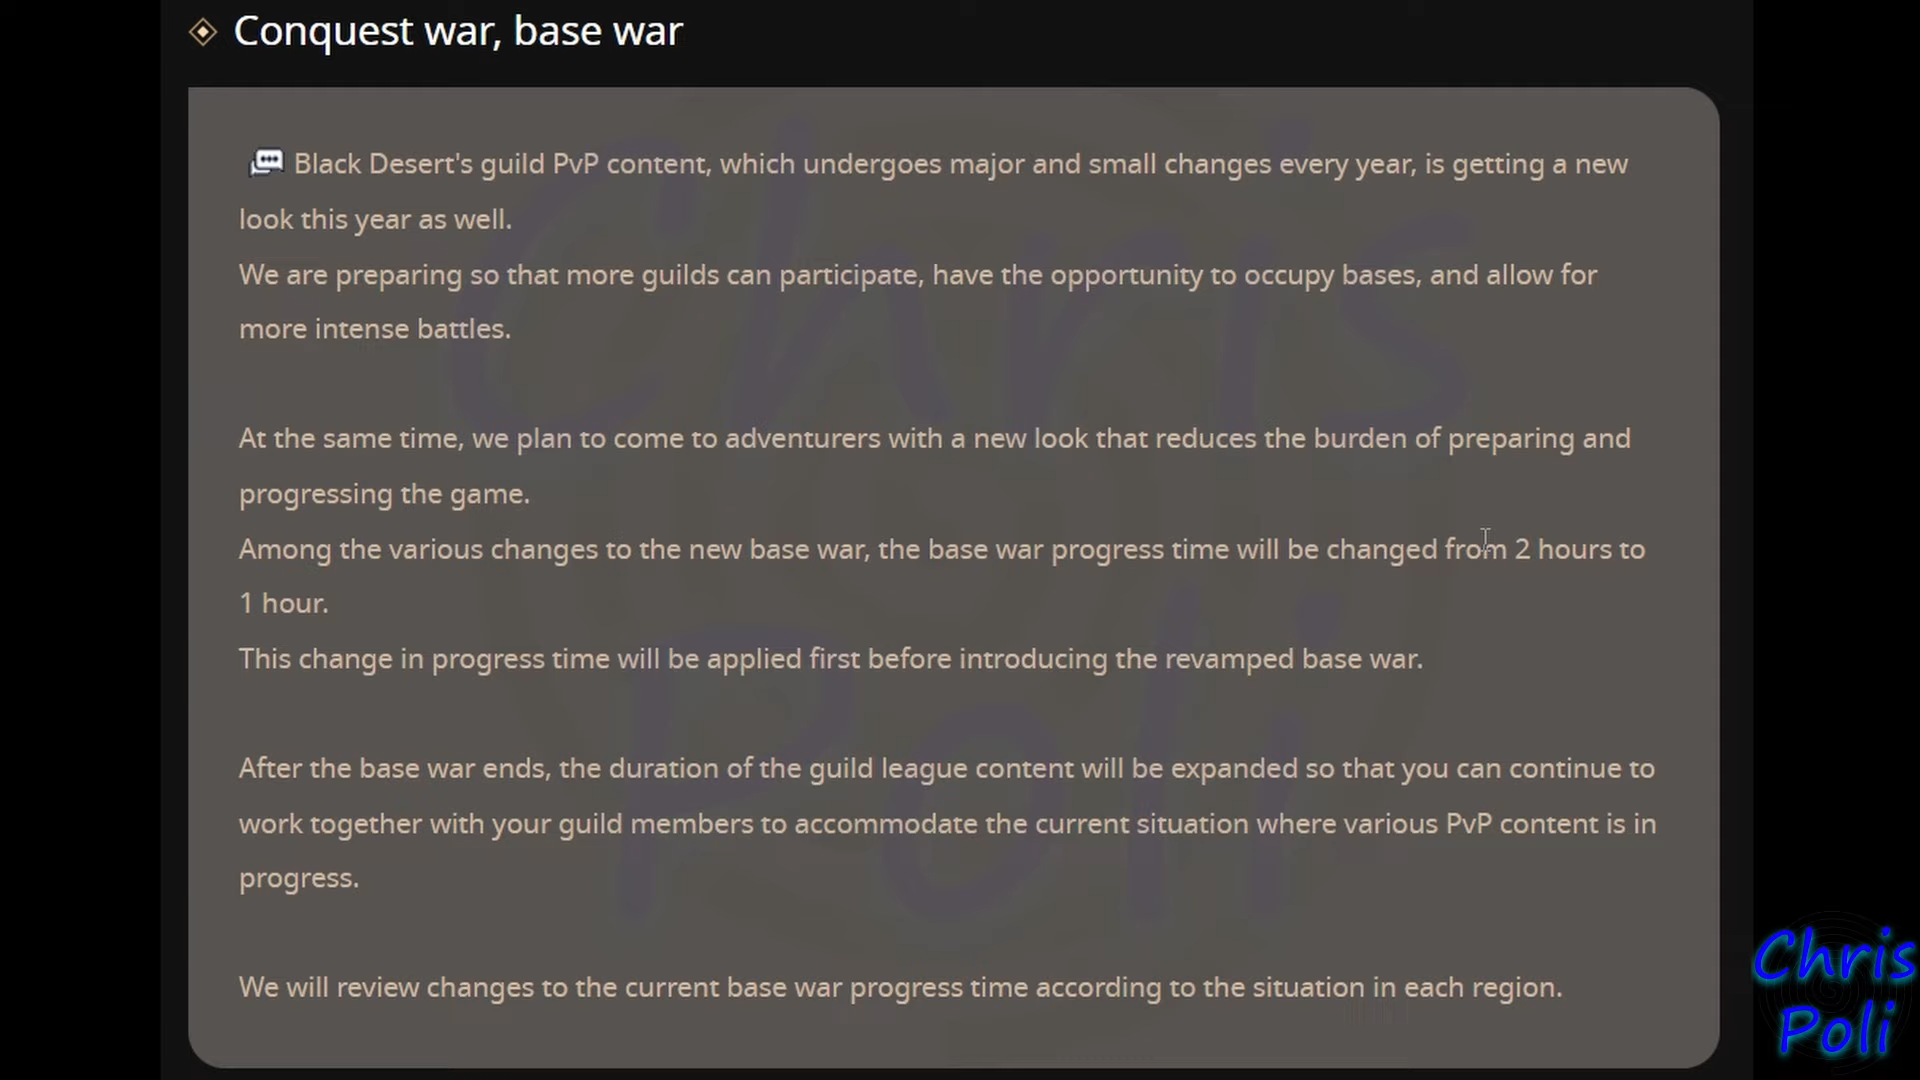 Conquest war, base war
Black Desert's guild PvP content, which undergoes major and small changes every year, is getting a new
look this year as well.
We are preparing so that more guilds can participate, have the opportunity to occupy bases, and allow for
more intense battles.
At the same time, we plan to come to adventurers with a new look that reduces the burden of preparing and
progressing the game.
Among the various changes to the new base war, the base war progress time will be changed from 2 hours to
1 hour.
This change in progress time will be applied first before introducing the revamped base war.
After the base war ends, the duration of the guild league content will be expanded so that you can continue to
work together with your guild members to accommodate the current situation where various PvP content is in
progress.
We will review changes to the current base war progress time according to the situation in each region.
Chris
Poli
Chris
Poli